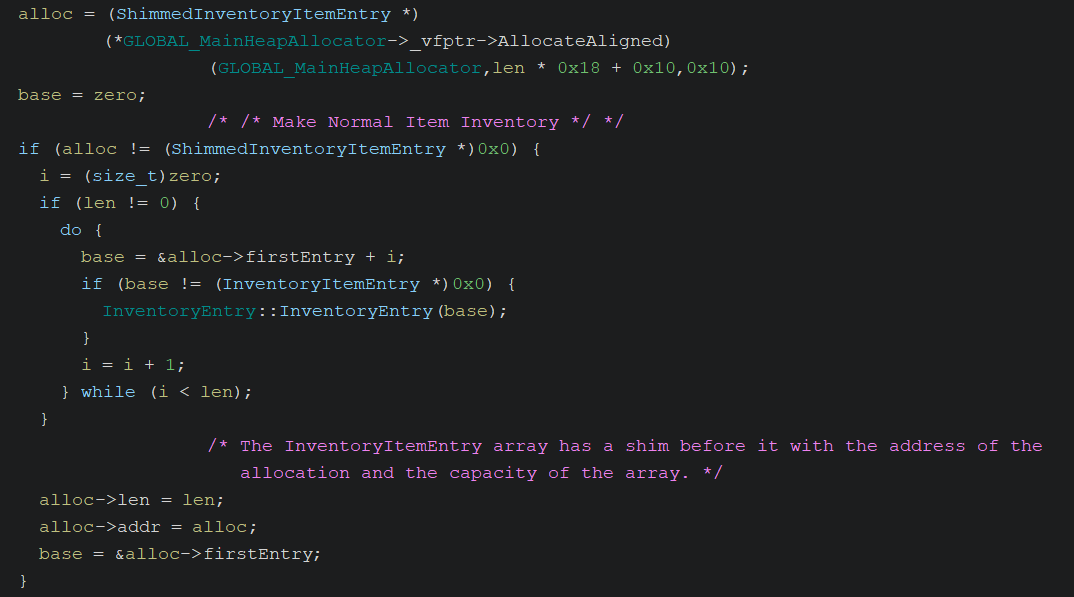 alloc = (ShimmedInventoryItemEntry *)
(*GLOBAL_MainHeapAllocator->_vfptr->AllocateAligned)
(GLOBAL_MainHeapAllocator,len * 0x18 + 0x10,0x10);
base = zero;
/* /* Make Normal Item Inventory */ */
if (alloc != (ShimmedInventoryItemEntry *)0x0) {
i = (size_t)zero;
if (len != 0) {
do {
base = &alloc->firstEntry + i;
if (base != (InventoryItemEntry *)0x0) {
InventoryEntry::InventoryEntry(base);
}
i = i + 1;
} while (i < len);
}
/* The InventoryItemEntry array has a shim before it with the address of the
allocation and the capacity of the array. */
alloc->len = len;
alloc->addr = alloc;
base = &alloc->firstEntry;
}